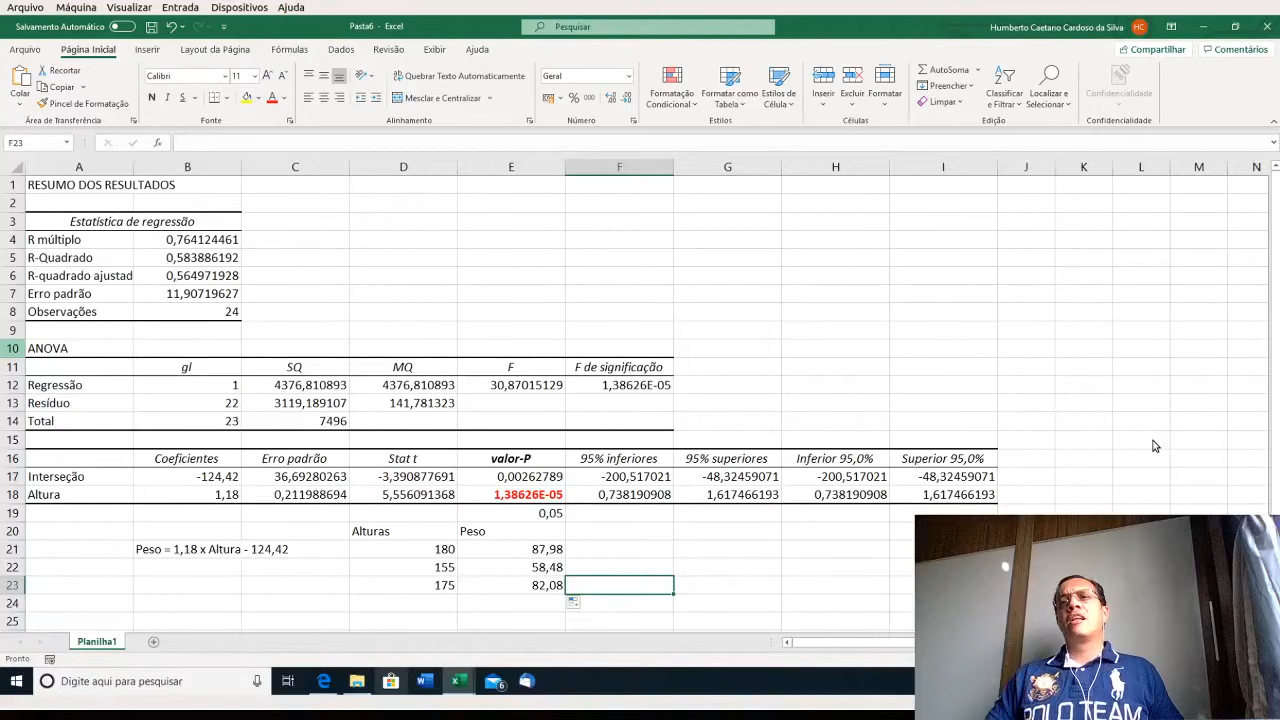 Arquivo Máquina Visualizar Entrada Dispositivos Ajuda
Salvamento Automático Pasta6 - Excel Pesquisar Humberto Caetano Cardoso da Silva HC
Arquivo Página Inicial Inserir Layout da Página Fórmulas Dados Revisão Exibir Ajuda Compartilhar Comentários
Colar Recortar Copiar Pincel de Formatação
Calibri 11
N I S
Quebrar Texto Automaticamente
Mesclar e Centralizar
Geral
% 000
Formatação Condicional Formatar como Tabela Estilos de Célula
Inserir Excluir Formatar
AutoSoma Preencher Limpar
Classificar e Filtrar Localizar e Selecionar
Confidencialidade
Área de Transferência Fonte Alinhamento Número Estilos Células Edição Confidencialidade
F23 fx
A B C D E F G H I J K L M N
1 RESUMO DOS RESULTADOS
2
3 Estatística de regressão
4 R múltiplo 0,764124461
5 R-Quadrado 0,583886192
6 R-quadrado ajustad 0,564971928
7 Erro padrão 11,90719627
8 Observações 24
9
10 ANOVA
11 gl SQ MQ F F de significação
12 Regressão 1 4376,810893 4376,810893 30,87015129 1,38626E-05
13 Resíduo 22 3119,189107 141,781323
14 Total 23 7496
15
16 Coeficientes Erro padrão Stat t valor-P 95% inferiores 95% superiores Inferior 95,0% Superior 95,0%
17 Interseção -124,42 36,69280263 -3,390877691 0,00262789 -200,517021 -48,32459071 -200,517021 -48,32459071
18 Altura 1,18 0,211988694 5,556091368 1,38626E-05 0,738190908 1,617466193 0,738190908 1,617466193
19 0,05
20 Alturas Peso
21 Peso = 1,18 x Altura - 124,42 180 87,98
22 155 58,48
23 175 82,08
24
25
Planilha1
Pronto
Digite aqui para pesquisar
6
POLO TEAM